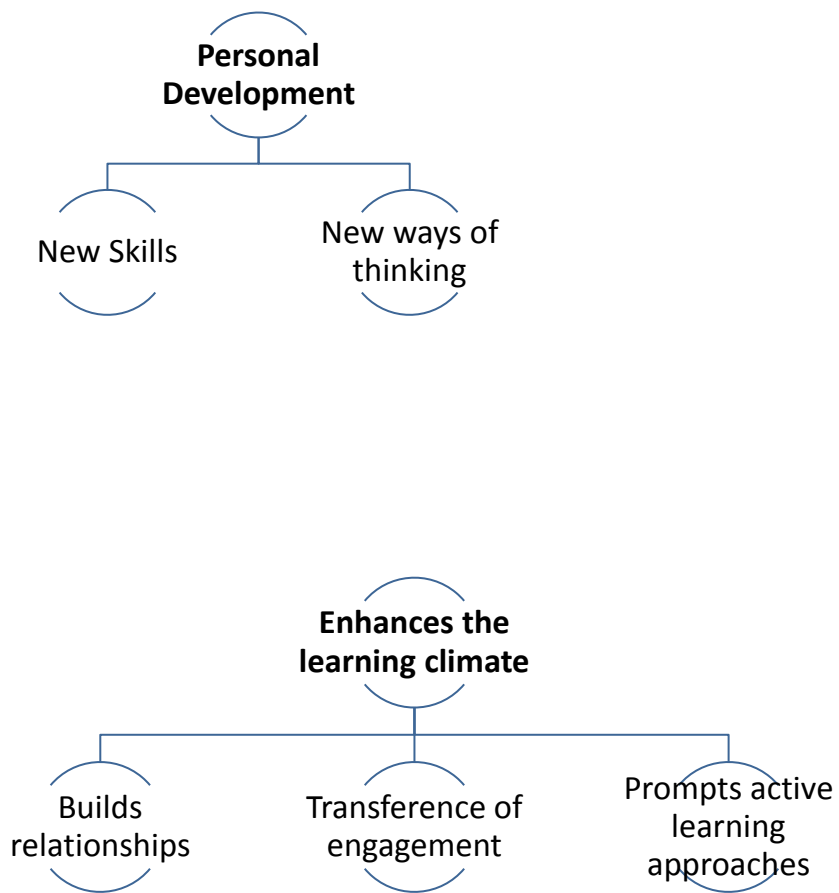 Personal
Development
New Skills
New ways of
thinking
Enhances the
learning climate
Builds
relationships
Transference of
engagement
Prompts active
learning
approaches